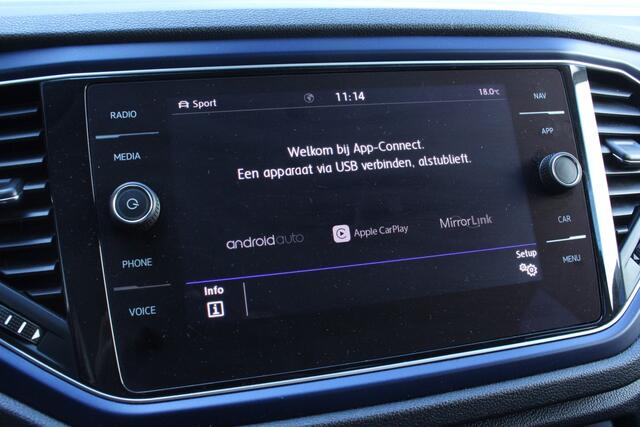 RADIO
MEDIA
PHONE
VOICE
Sport
11:14
18.0°C
Welkom bij App-Connect.
Een apparaat via USB verbinden, alstublieft.
androidauto
Apple CarPlay
MirrorLink
Setup
Info
NAV
APP
CAR
MENU